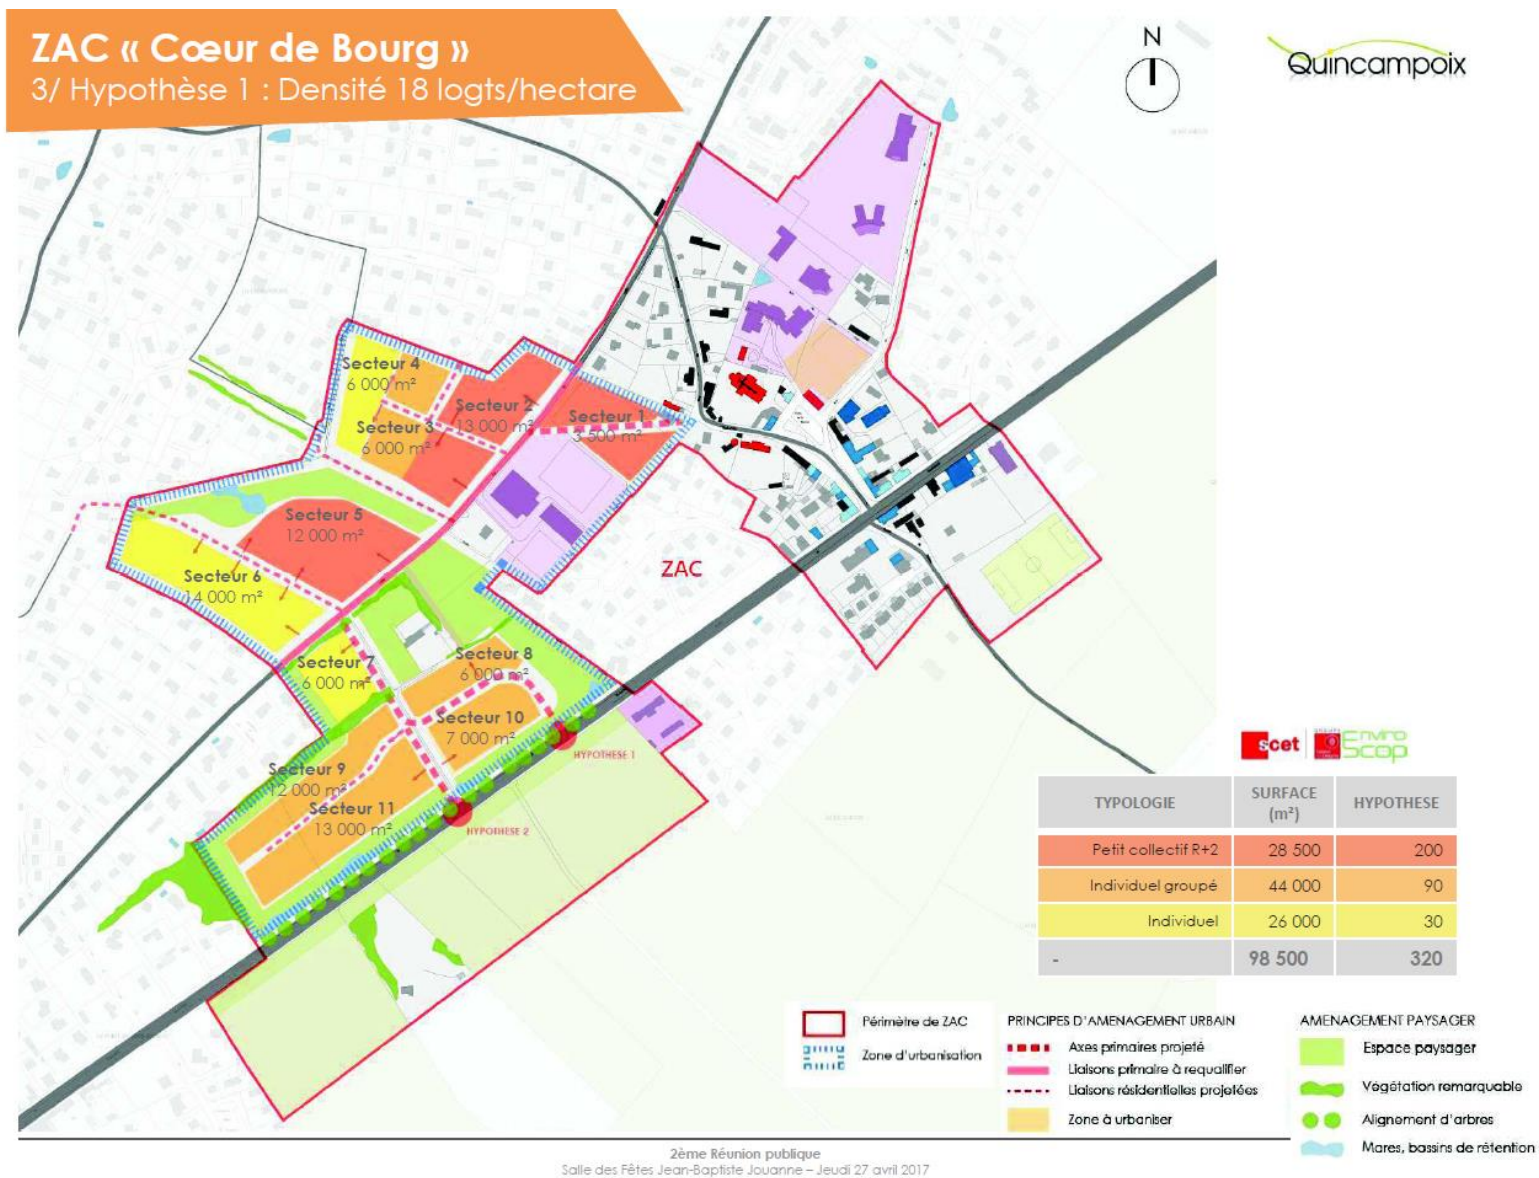 ZAC « Cœur de Bourg »
3/ Hypothèse 1 : Densité 18 logts/hectare
N
Quincampoix
Secteur 4
6 000 m²
Secteur 2
13 000 m²
Secteur 1
3 500 m²
Secteur 3
6 000 m²
Secteur 5
12 000 m²
ZAC
Secteur 6
14 000 m²
Secteur 7
6 000 m²
Secteur 8
6 000 m²
Secteur 10
7 000 m²
HYPOTHESE 1
Secteur 9
12 000 m²
Secteur 11
13 000 m²
HYPOTHESE 2
scet
Enviro
Scop
TYPOLOGIE SURFACE (m²) HYPOTHESE
Petit collectif R+2 28 500 200
Individuel groupé 44 000 90
Individuel 26 000 30
- 98 500 320
Périmètre de ZAC
Zone d'urbanisation
PRINCIPES D'AMENAGEMENT URBAIN
Axes primaires projeté
Liaisons primaire à requalifier
Liaisons résidentielles projetées
Zone à urbaniser
AMENAGEMENT PAYSAGER
Espace paysager
Végétation remarquable
Alignement d'arbres
Mares, bassins de rétention
2ème Réunion publique
Salle des Fêtes Jean-Baptiste Jouanne – Jeudi 27 avril 2017